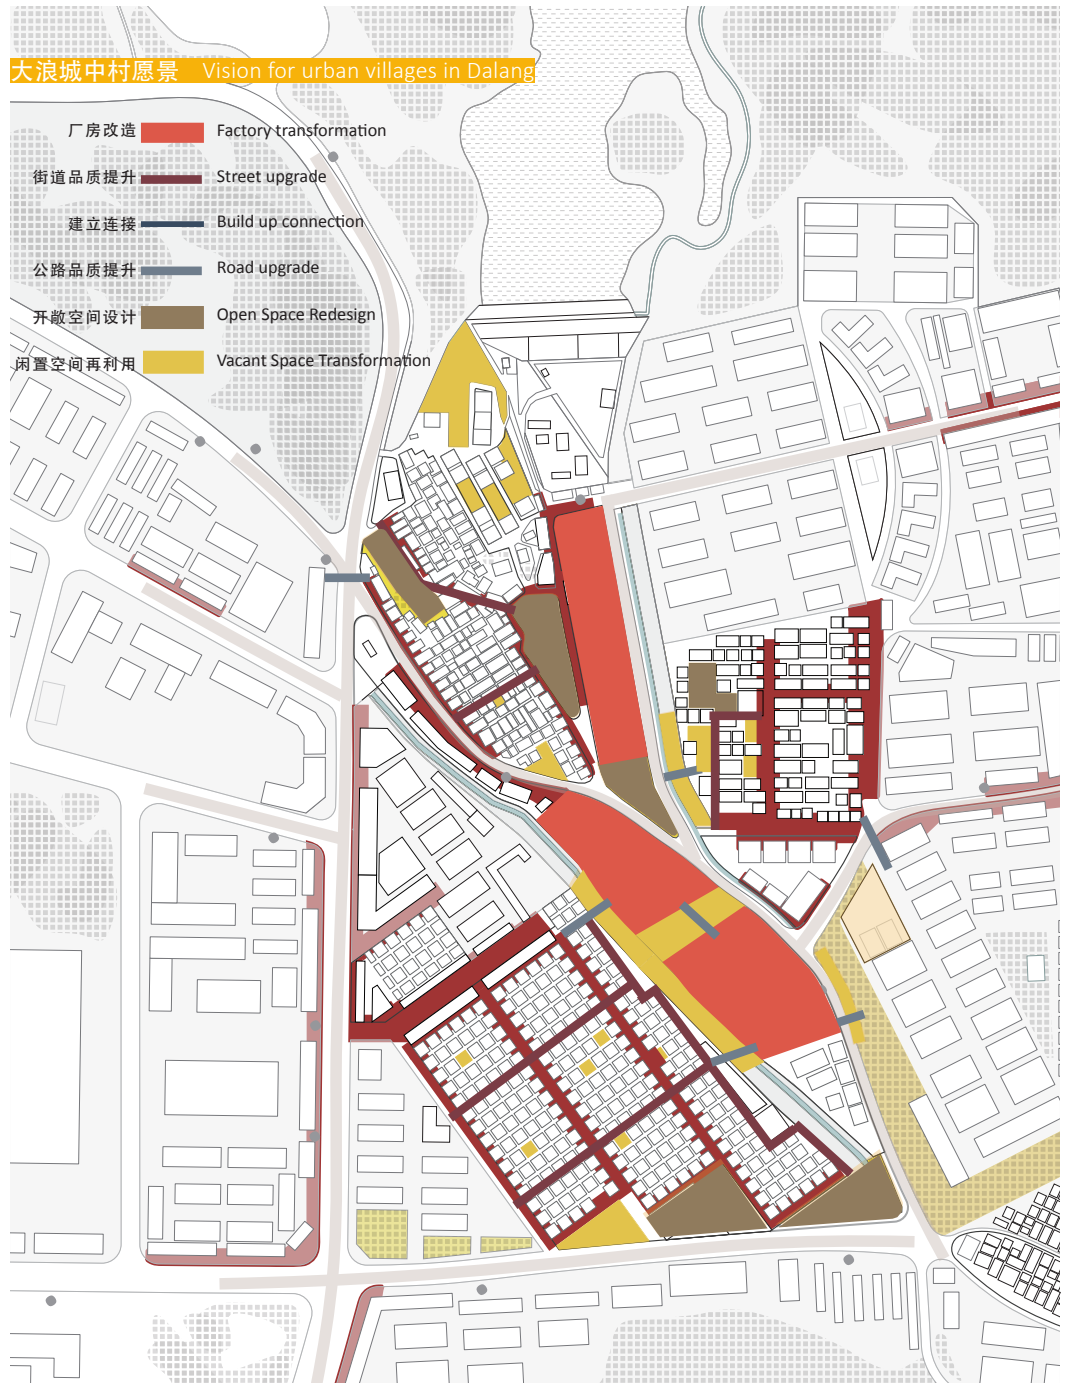 大浪城中村愿景 Vision for urban villages in Dalang
厂房改造 Factory transformation
街道品质提升 Street upgrade
建立连接 Build up connection
公路品质提升 Road upgrade
开敞空间设计 Open Space Redesign
闲置空间再利用 Vacant Space Transformation